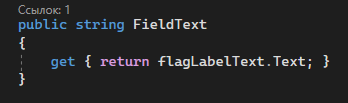 Ссылок: 1
public string FieldText
{
get { return flagLabelText.Text; }
}